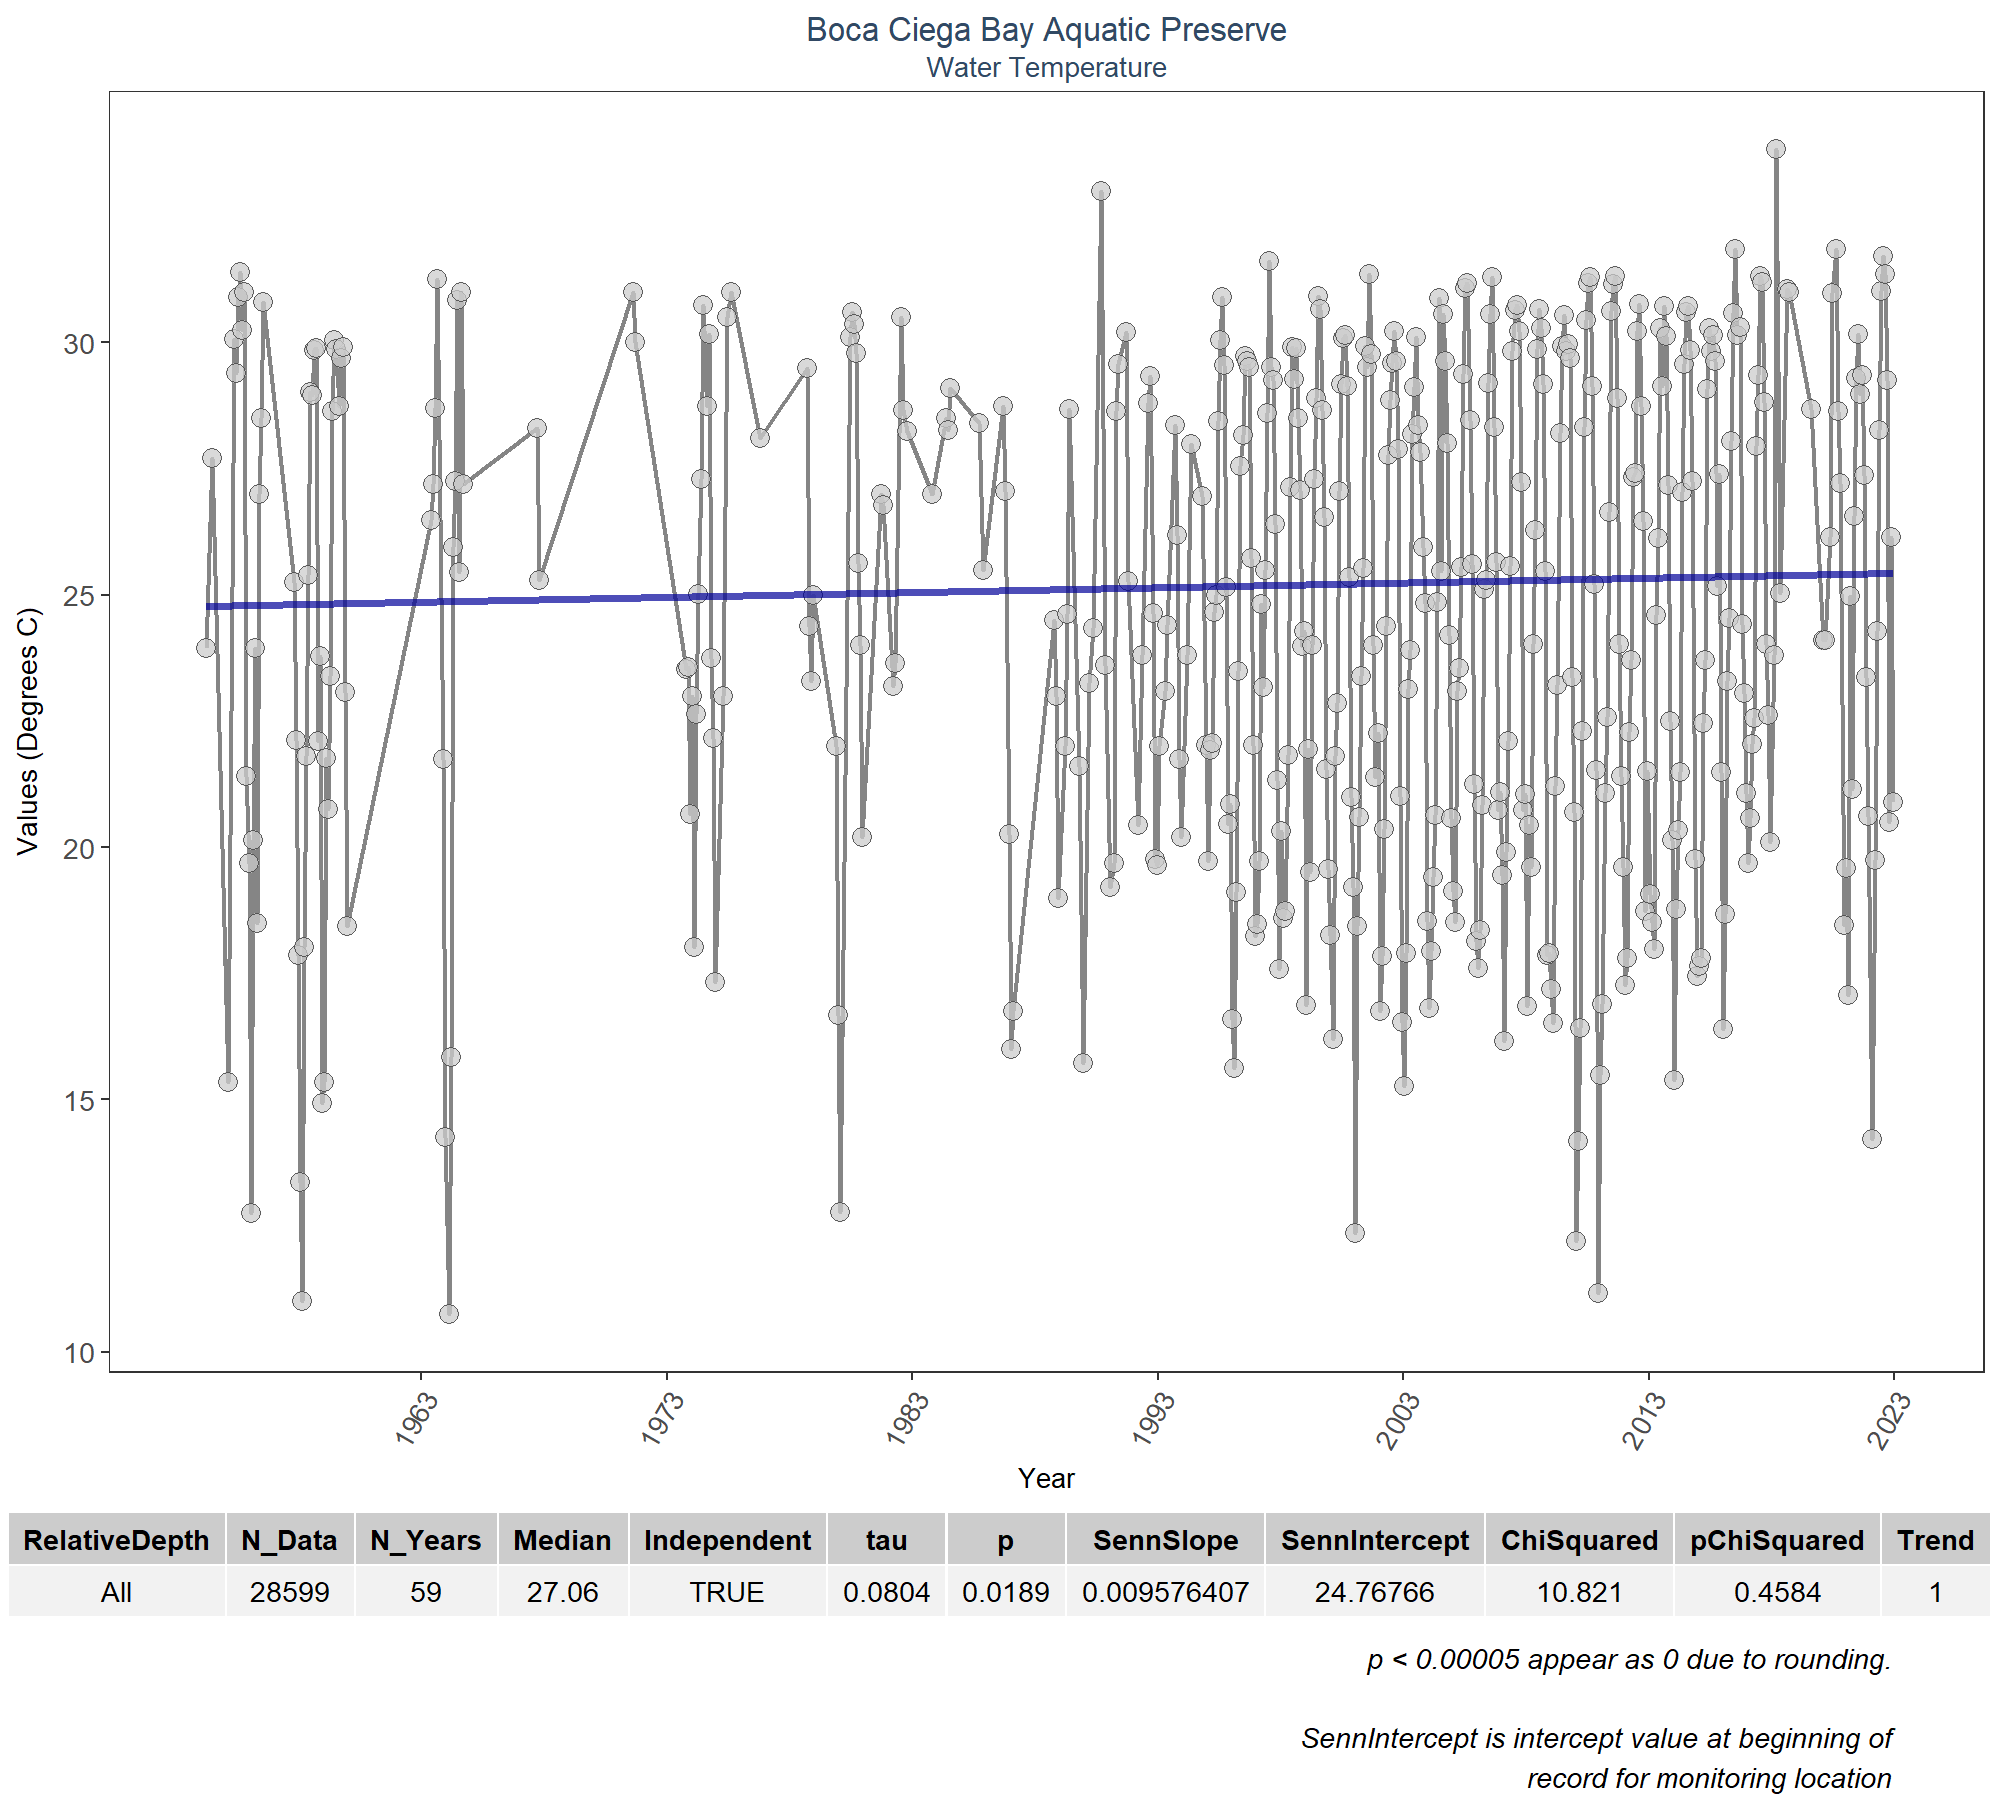 Boca Ciega Bay Aquatic Preserve
Water Temperature
Values (Degrees C)
30
25
20
15
10
1963
1973
1983
1993
2003
2013
2023
Year
RelativeDepth N_Data N_Years Median Independent tau p SennSlope SennIntercept ChiSquared pChiSquared Trend
All 28599 59 27.06 TRUE 0.0804 0.0189 0.009576407 24.76766 10.821 0.4584 1
p < 0.00005 appear as 0 due to rounding.
SennIntercept is intercept value at beginning of
record for monitoring location